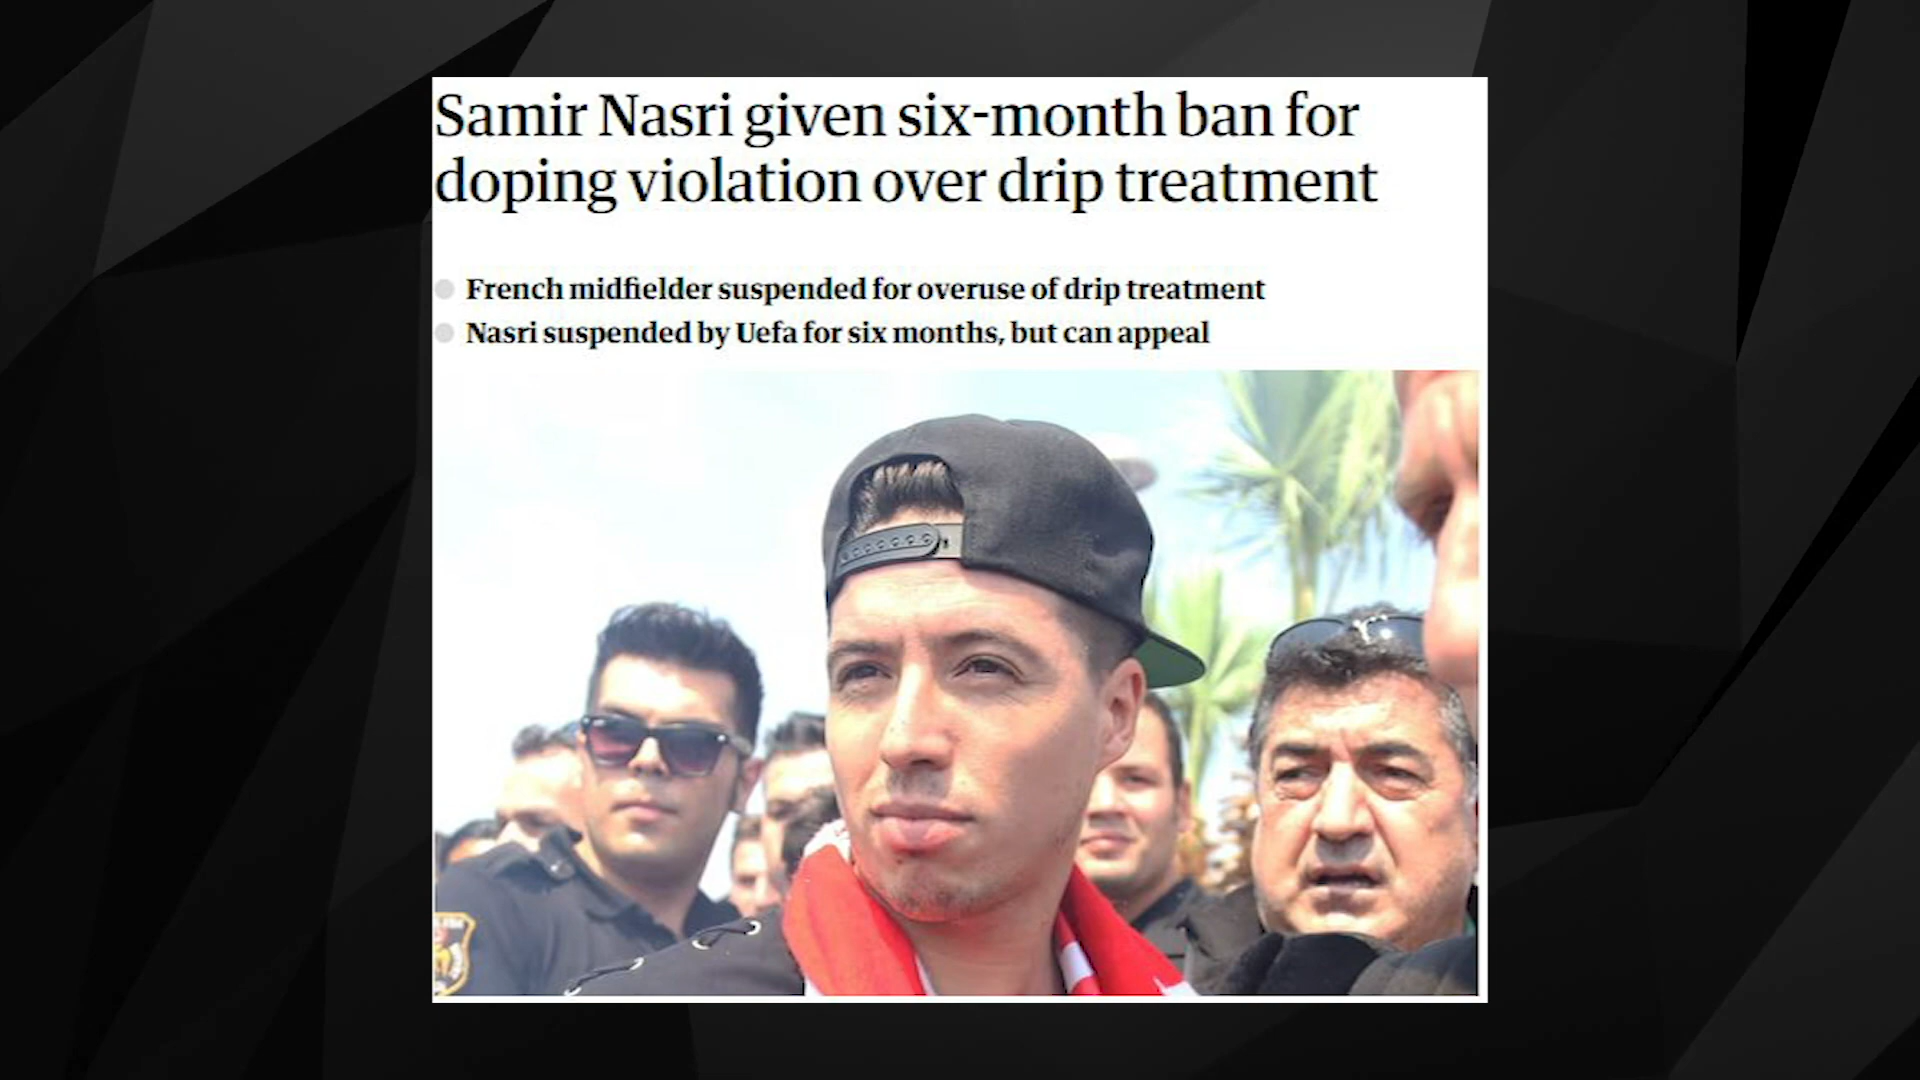 Samir Nasri given six-month ban for
doping violation over drip treatment
French midfielder suspended for overuse of drip treatment
Nasri suspended by Uefa for six months, but can appeal